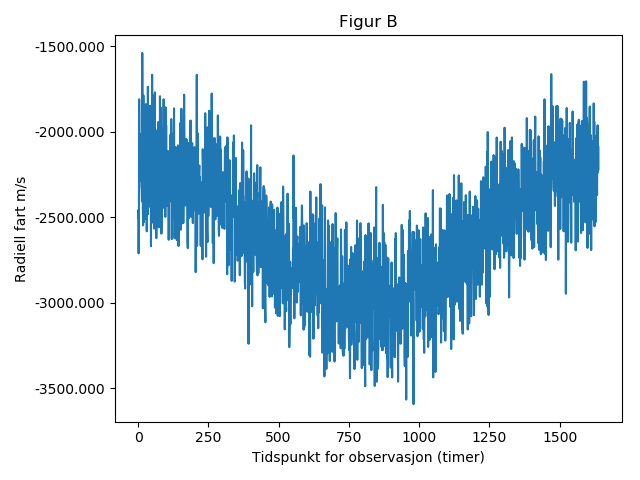 Figur B
-1500.000
-2000.000
-2500.000
-3000.000
-3500.000
Radiell fart m/s
0 250 500 750 1000 1250 1500
Tidspunkt for observasjon (timer)